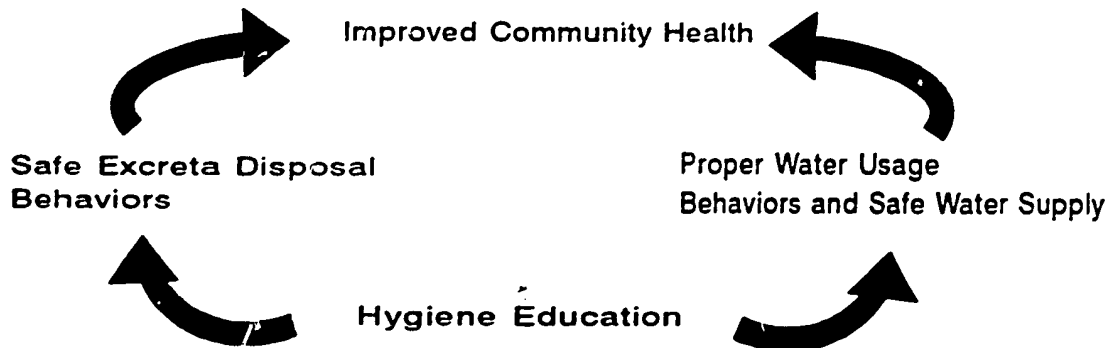 Improved Community Health
Safe Excreta Disposal
Behaviors
Proper Water Usage
Behaviors and Safe Water Supply
Hygiene Education